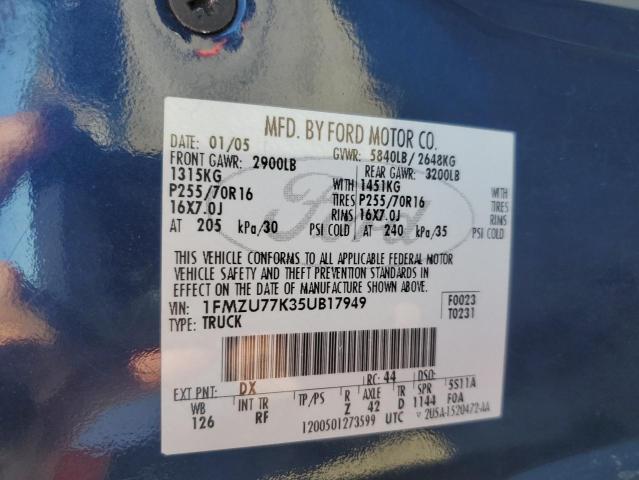 MFD. BY FORD MOTOR CO.
DATE: 01/05 GVWR: 5840LB/ 2648KG
FRONT GAWR: 2900LB REAR GAWR: 3200LB
1315KG WITH 1451KG WITH
P255/70R16 TIRES P255/70R16 TIRES
16X7.0J RIMS 16X7.0J RIMS
AT 205 kPa/30 PSI COLD AT 240 kPa/35 PSI COLD
Ford
THIS VEHICLE CONFORMS TO ALL APPLICABLE FEDERAL MOTOR
VEHICLE SAFETY AND THEFT PREVENTION STANDARDS IN
EFFECT ON THE DATE OF MANUFACTURE SHOWN ABOVE.
VIN: 1FMZU77K35UB17949 F0023
TYPE: TRUCK T0231
EXT PNT: DX RC: 44 DSO:
WB INT TR TP/PS R AXLE TR SPR 5S11A
126 RF Z 42 D 1144 F0A
1200501273599 UTC 2U5A-1520472-AA